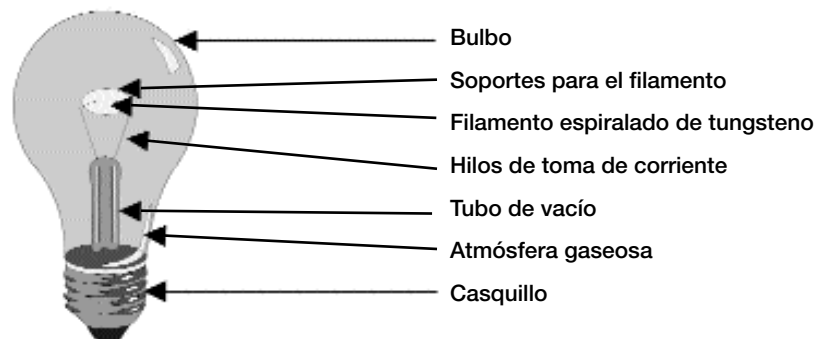 Bulbo
Soportes para el filamento
Filamento espiralado de tungsteno
Hilos de toma de corriente
Tubo de vacío
Atmósfera gaseosa
Casquillo